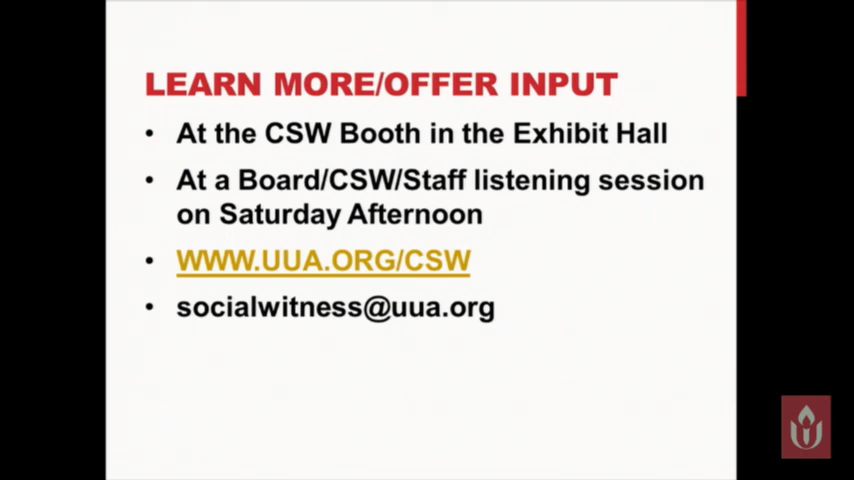 LEARN MORE/OFFER INPUT
• At the CSW Booth in the Exhibit Hall
• At a Board/CSW/Staff listening session
on Saturday Afternoon
• WWW.UUA.ORG/CSW
• socialwitness@uua.org